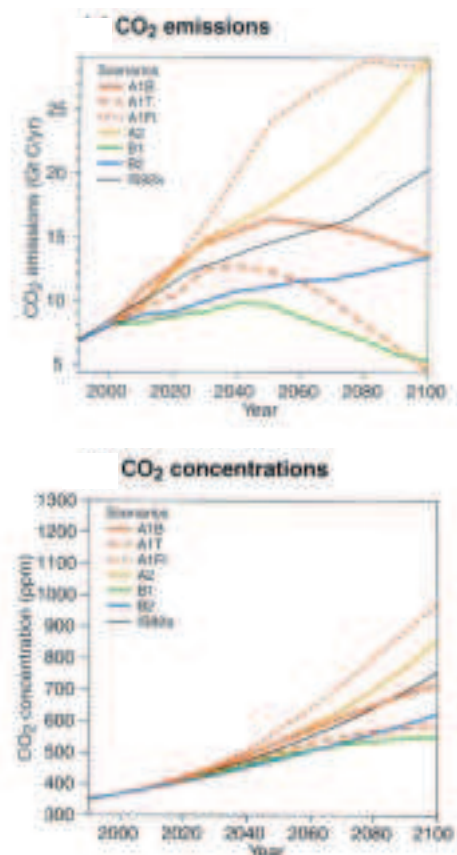 CO₂ emissions
Scenarios
A1B
A1T
A1FI
A2
B1
B2
IS92a
CO₂ emissions (Gt C/yr)
25
20
15
10
5
2000 2020 2040 2060 2080 2100
Year
CO₂ concentrations
Scenarios
A1B
A1T
A1FI
A2
B1
B2
IS92a
CO₂ concentration (ppm)
1300
1200
1100
1000
900
800
700
600
500
400
300
2000 2020 2040 2060 2080 2100
Year